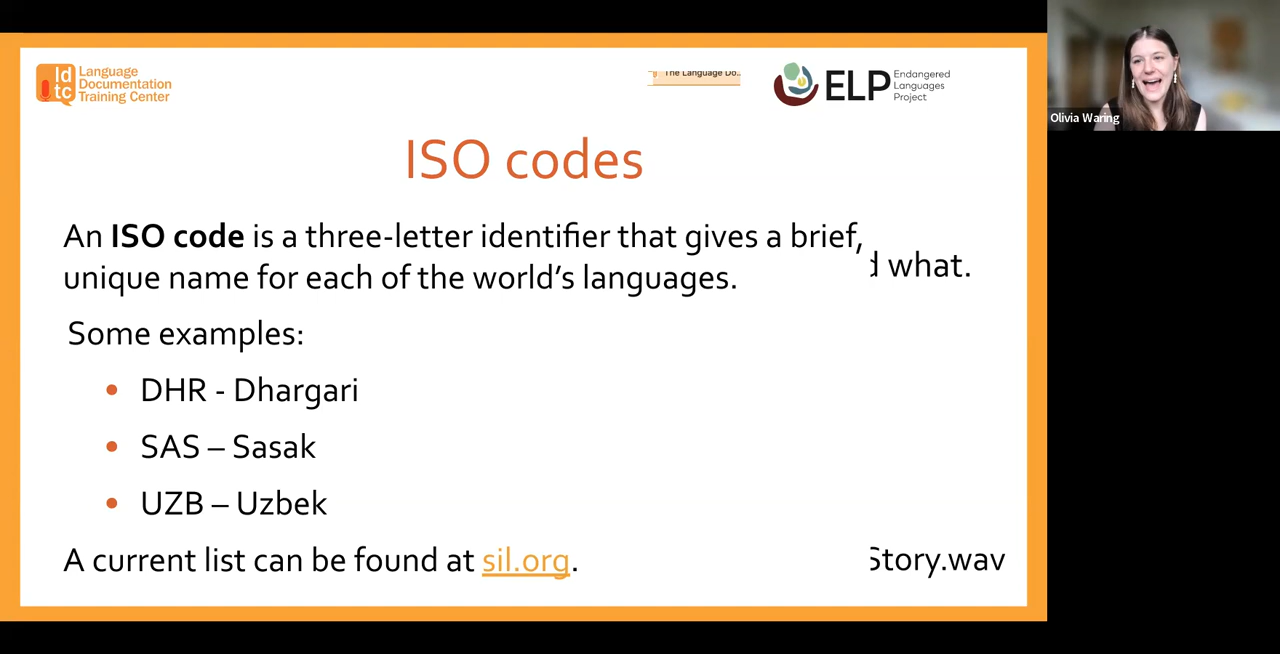 Language
Documentation
Training Center
ld
tc
The Language Do..
ELP
Endangered
Languages
Project
Olivia Waring
ISO codes
An ISO code is a three-letter identifier that gives a brief,
unique name for each of the world’s languages.
d what.
Some examples:
• DHR - Dhargari
• SAS – Sasak
• UZB – Uzbek
A current list can be found at sil.org.
Story.wav